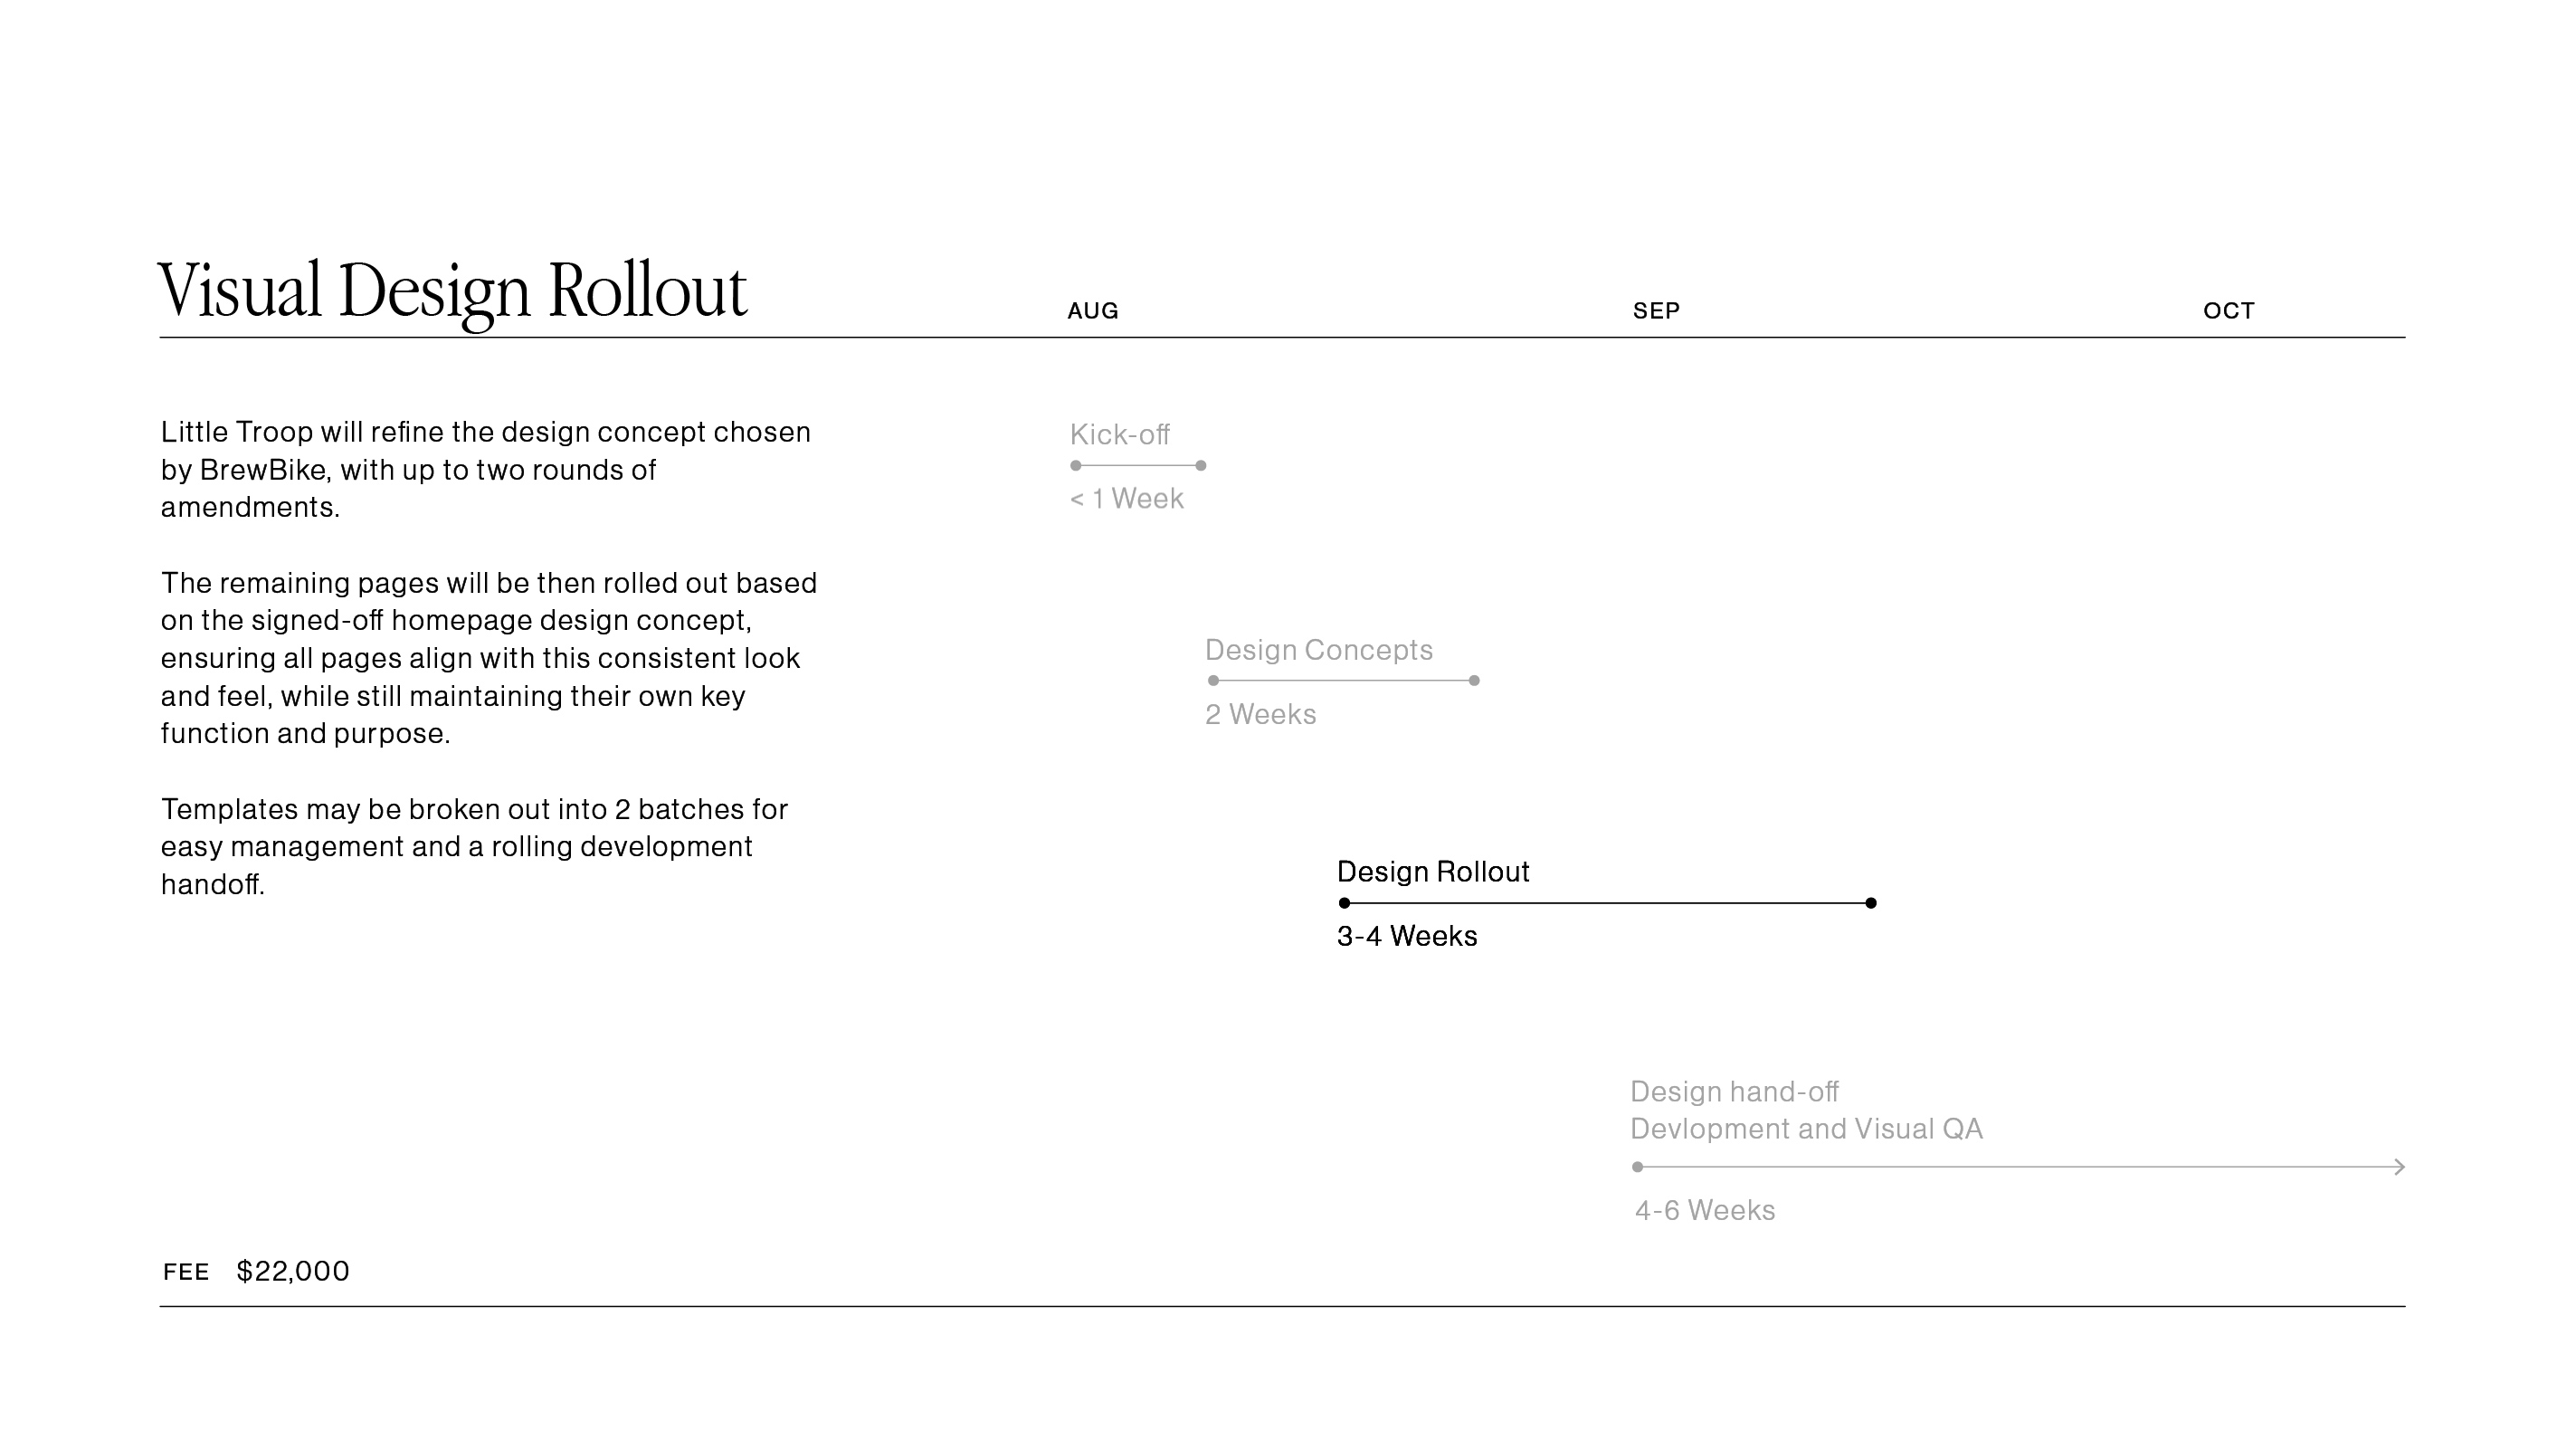 Visual Design Rollout
AUG
SEP
OCT
Little Troop will refine the design concept chosen
by BrewBike, with up to two rounds of
amendments.
The remaining pages will be then rolled out based
on the signed-off homepage design concept,
ensuring all pages align with this consistent look
and feel, while still maintaining their own key
function and purpose.
Templates may be broken out into 2 batches for
easy management and a rolling development
handoff.
Kick-off
< 1 Week
Design Concepts
2 Weeks
Design Rollout
3-4 Weeks
Design hand-off
Devlopment and Visual QA
4-6 Weeks
FEE $22,000